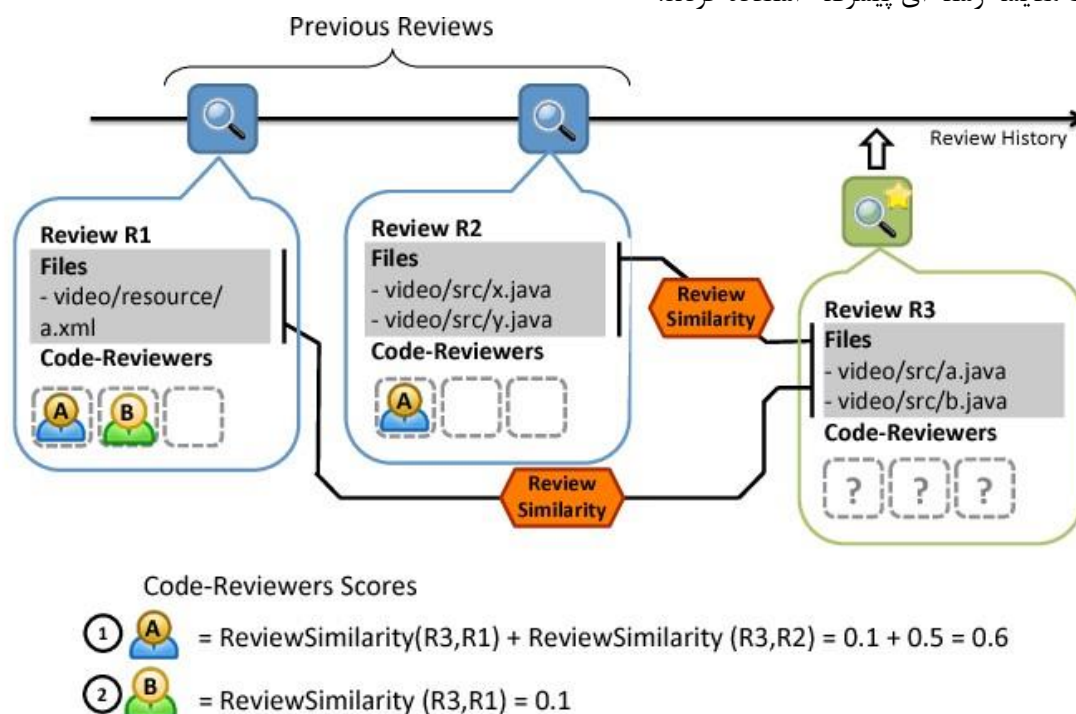 Previous Reviews
Review History
Review R1
Files
- video/resource/
a.xml
Code-Reviewers
A
B
Review R2
Files
- video/src/x.java
- video/src/y.java
Code-Reviewers
A
Review
Similarity
Review
Similarity
Review R3
Files
- video/src/a.java
- video/src/b.java
Code-Reviewers
? ? ?
Code-Reviewers Scores
1 A = ReviewSimilarity(R3,R1) + ReviewSimilarity (R3,R2) = 0.1 + 0.5 = 0.6
2 B = ReviewSimilarity (R3,R1) = 0.1